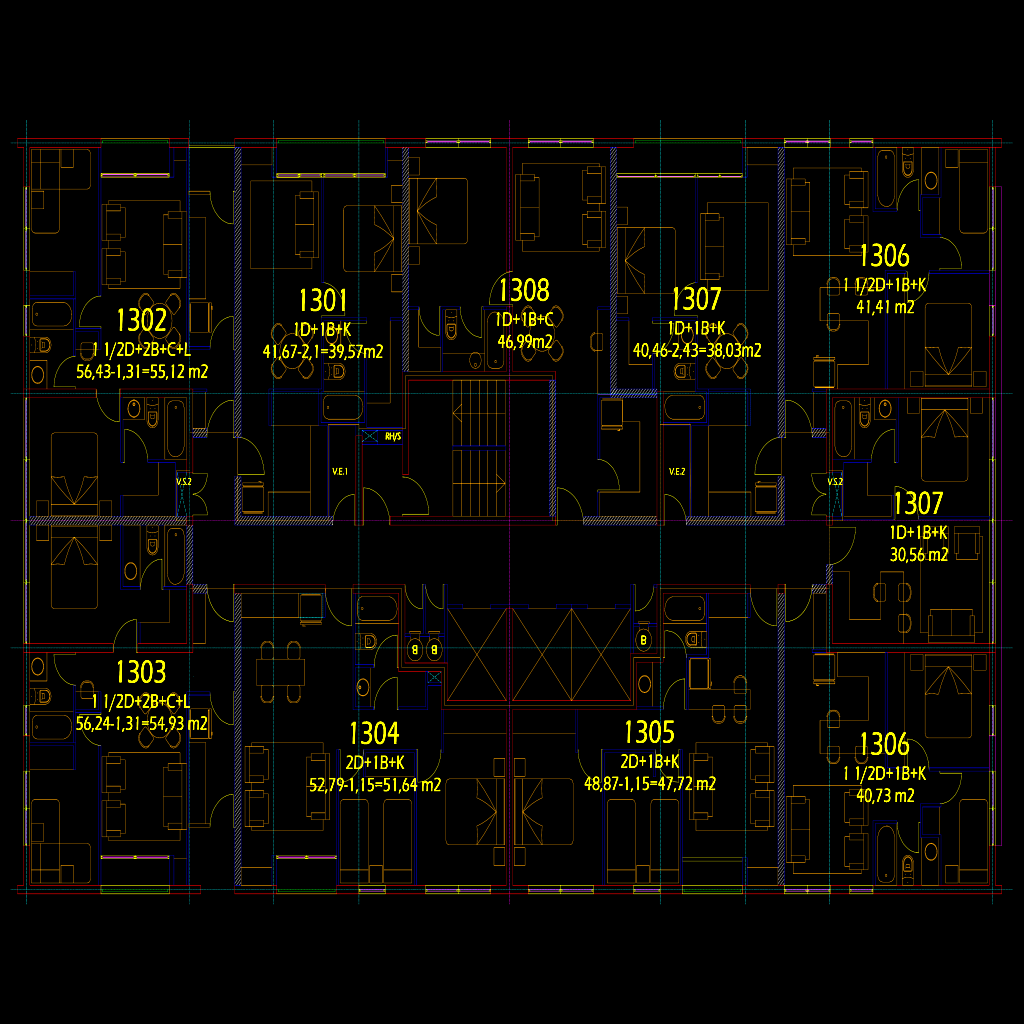 1306
1 1/2D+1B+K
41,41 m2
1308
1D+1B+C
46,99m2
1301
1D+1B+K
41,67-2,1=39,57m2
1307
1D+1B+K
40,46-2,43=38,03m2
1302
1 1/2D+2B+C+L
56,43-1,31=55,12 m2
RH/S
V.E.1
V.E.2
V.S.2
V.S.2
1307
1D+1B+K
30,56 m2
B
B
B
1303
1 1/2D+2B+C+L
56,24-1,31=54,93 m2
1304
2D+1B+K
52,79-1,15=51,64 m2
1305
2D+1B+K
48,87-1,15=47,72 m2
1306
1 1/2D+1B+K
40,73 m2